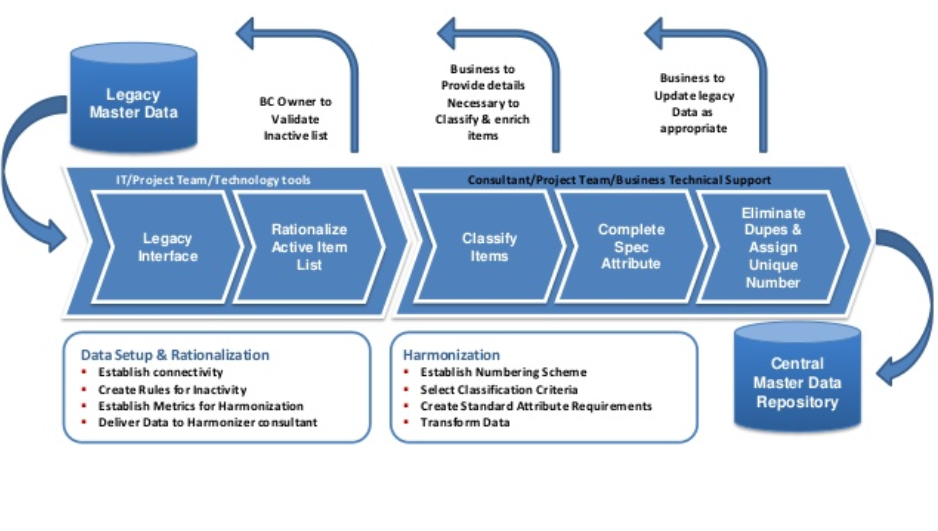 Legacy
Master Data
BC Owner to
Validate
Inactive list
Business to
Provide details
Necessary to
Classify & enrich
items
Business to
Update legacy
Data as
appropriate
IT/Project Team/Technology tools
Consultant/Project Team/Business Technical Support
Legacy
Interface
Rationalize
Active Item
List
Classify
Items
Complete
Spec
Attribute
Eliminate
Dupes &
Assign
Unique
Number
Data Setup & Rationalization
▪ Establish connectivity
▪ Create Rules for Inactivity
▪ Establish Metrics for Harmonization
▪ Deliver Data to Harmonizer consultant
Harmonization
▪ Establish Numbering Scheme
▪ Select Classification Criteria
▪ Create Standard Attribute Requirements
▪ Transform Data
Central
Master Data
Repository